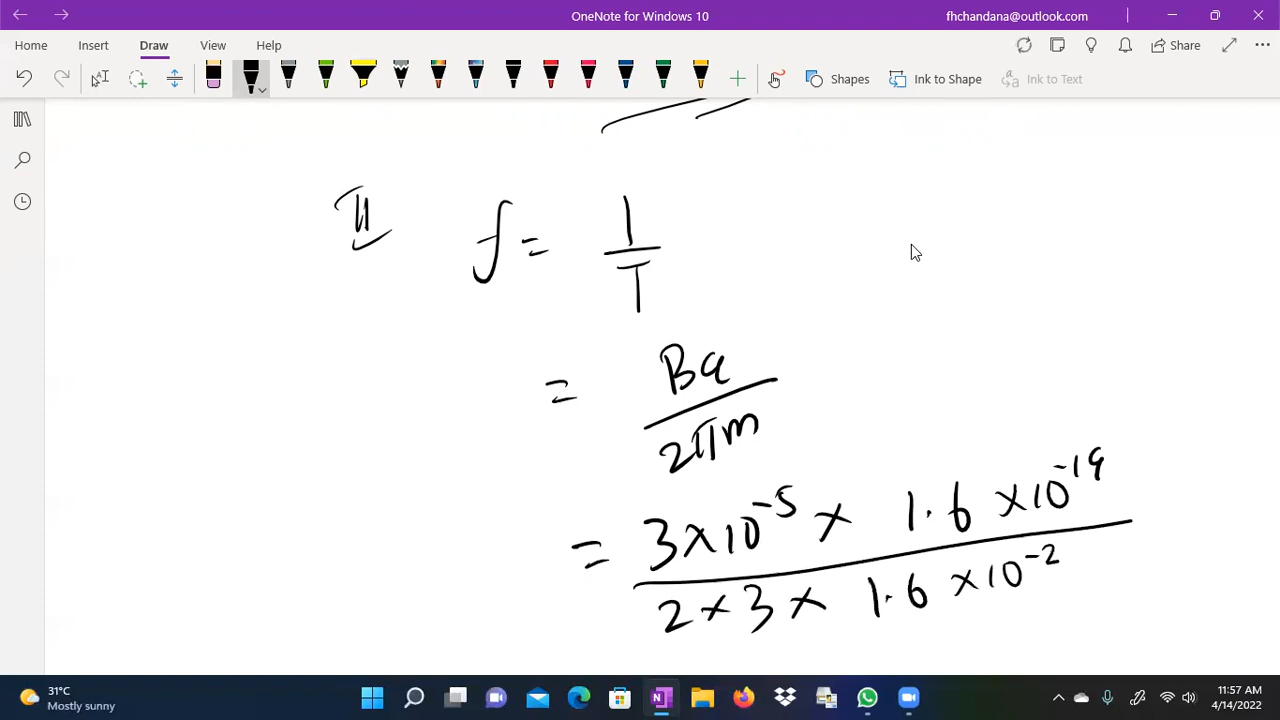 OneNote for Windows 10
fhchandana@outlook.com
Home Insert Draw View Help
Share
Shapes
Ink to Shape
Ink to Text
II f = 1/T
= Bq/2πm
= 3×10⁻⁵ × 1.6 ×10⁻¹⁹ / 2×3× 1.6 ×10⁻²
31°C
Mostly sunny
11:57 AM
4/14/2022